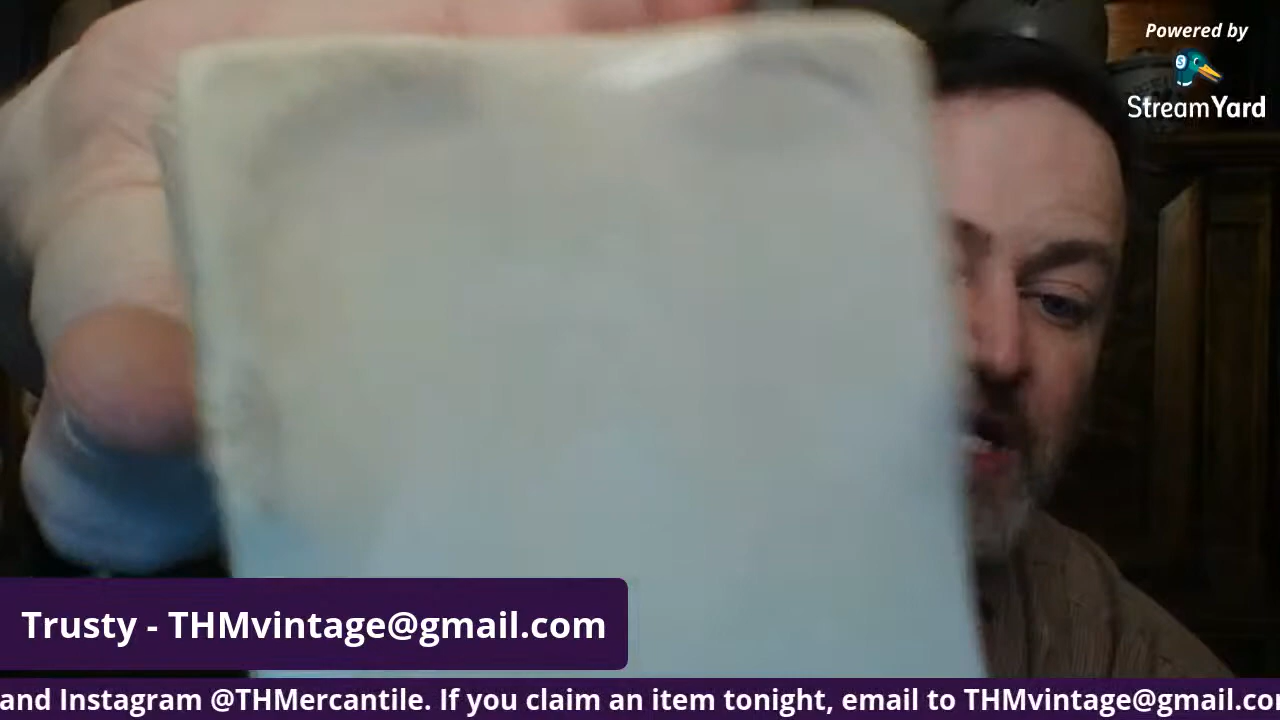 Powered by
StreamYard
Trusty - THMvintage@gmail.com
and Instagram @THMercantile. If you claim an item tonight, email to THMvintage@gmail.co